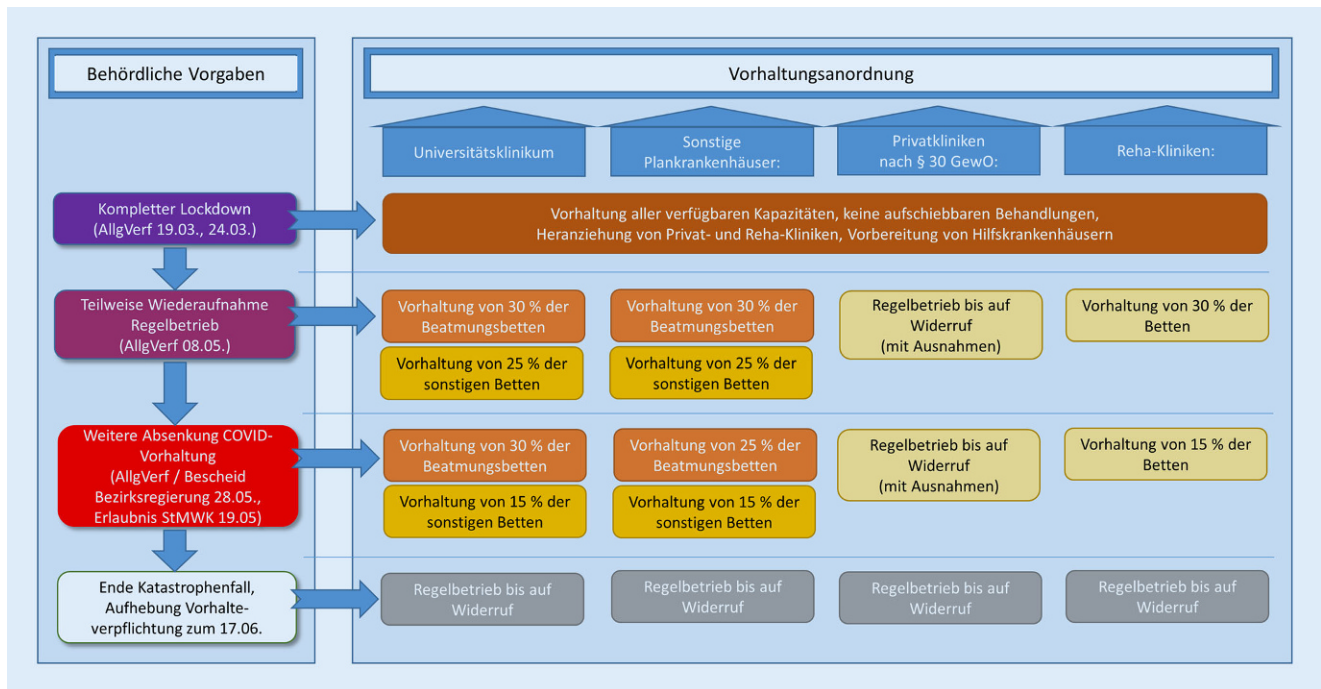 Behördliche Vorgaben
Vorhaltungsanordnung
Universitätsklinikum
Sonstige
Plankrankenhäuser:
Privatkliniken
nach § 30 GewO:
Reha-Kliniken:
Kompletter Lockdown
(AllgVerf 19.03., 24.03.)
Vorhaltung aller verfügbaren Kapazitäten, keine aufschiebbaren Behandlungen,
Heranziehung von Privat- und Reha-Kliniken, Vorbereitung von Hilfskrankenhäusern
Teilweise Wiederaufnahme
Regelbetrieb
(AllgVerf 08.05.)
Vorhaltung von 30 % der
Beatmungsbetten
Vorhaltung von 25 % der
sonstigen Betten
Vorhaltung von 30 % der
Beatmungsbetten
Vorhaltung von 25 % der
sonstigen Betten
Regelbetrieb bis auf
Widerruf
(mit Ausnahmen)
Vorhaltung von 30 % der
Betten
Weitere Absenkung COVID-
Vorhaltung
(AllgVerf / Bescheid
Bezirksregierung 28.05.,
Erlaubnis StMWK 19.05)
Vorhaltung von 30 % der
Beatmungsbetten
Vorhaltung von 15 % der
sonstigen Betten
Vorhaltung von 25 % der
Beatmungsbetten
Vorhaltung von 15 % der
sonstigen Betten
Regelbetrieb bis auf
Widerruf
(mit Ausnahmen)
Vorhaltung von 15 % der
Betten
Ende Katastrophenfall,
Aufhebung Vorhalte-
verpflichtung zum 17.06.
Regelbetrieb bis auf
Widerruf
Regelbetrieb bis auf
Widerruf
Regelbetrieb bis auf
Widerruf
Regelbetrieb bis auf
Widerruf